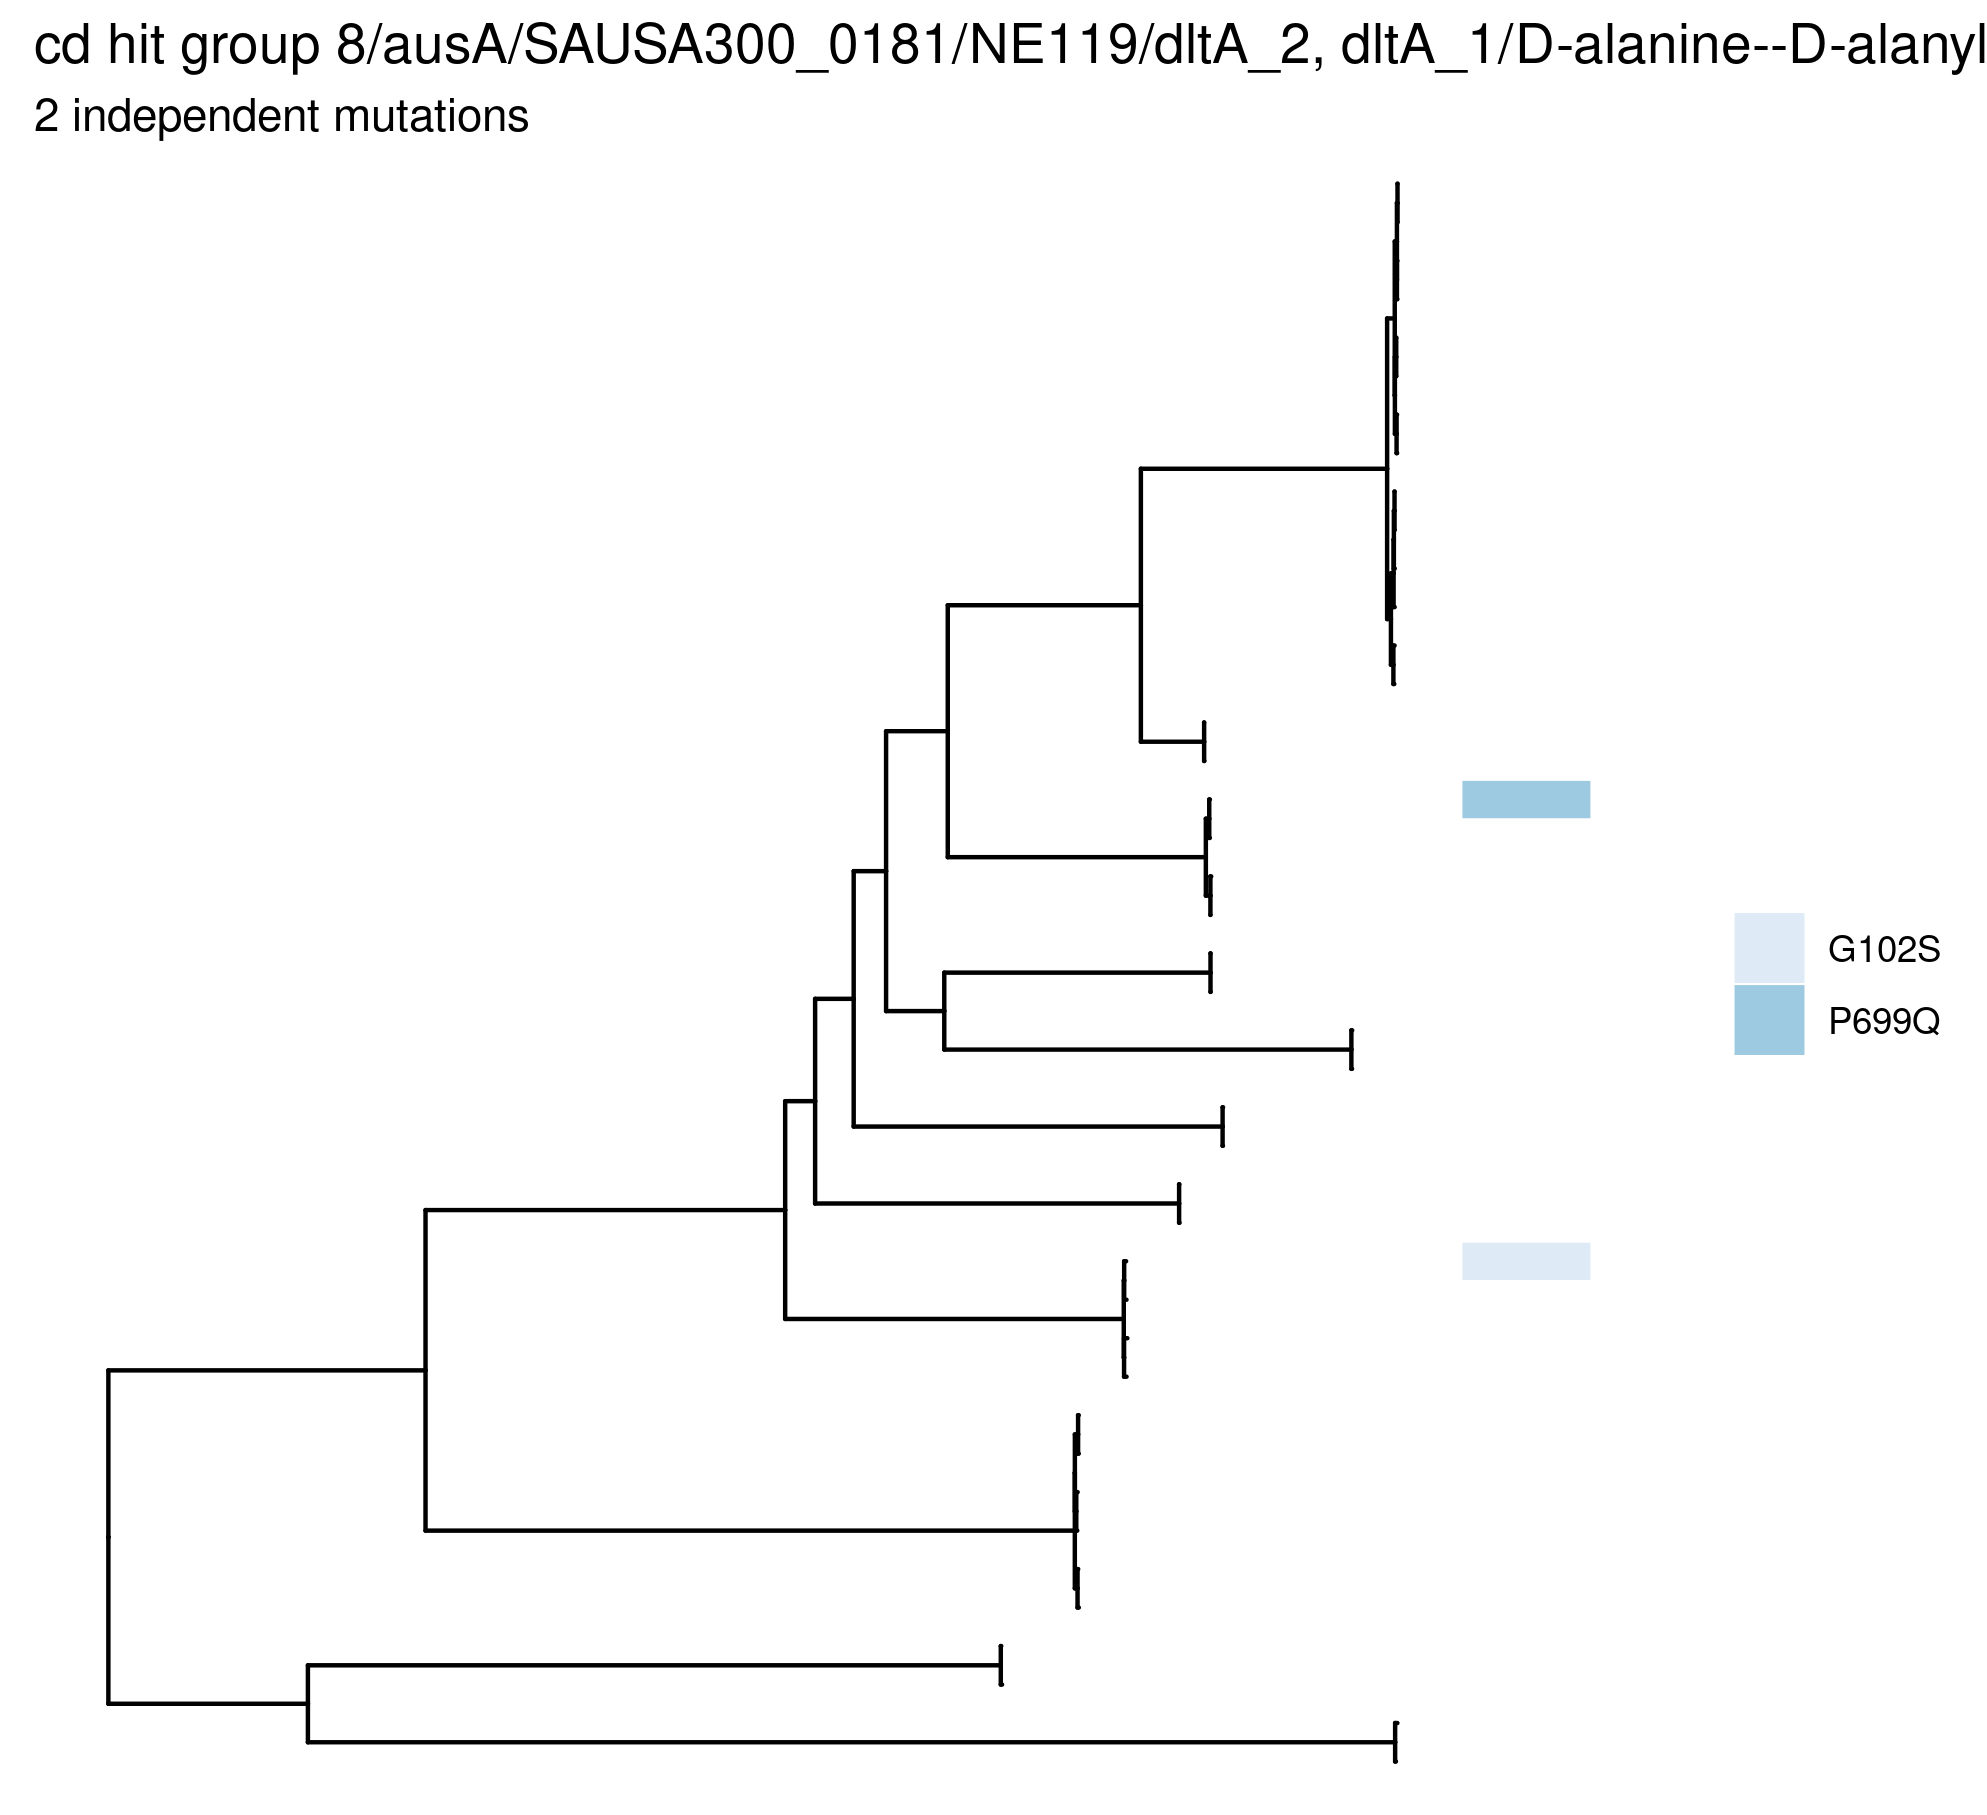 cd hit group 8/ausA/SAUSA300_0181/NE119/dltA_2, dltA_1/D-alanine--D-alanyl
2 independent mutations
G102S
P699Q